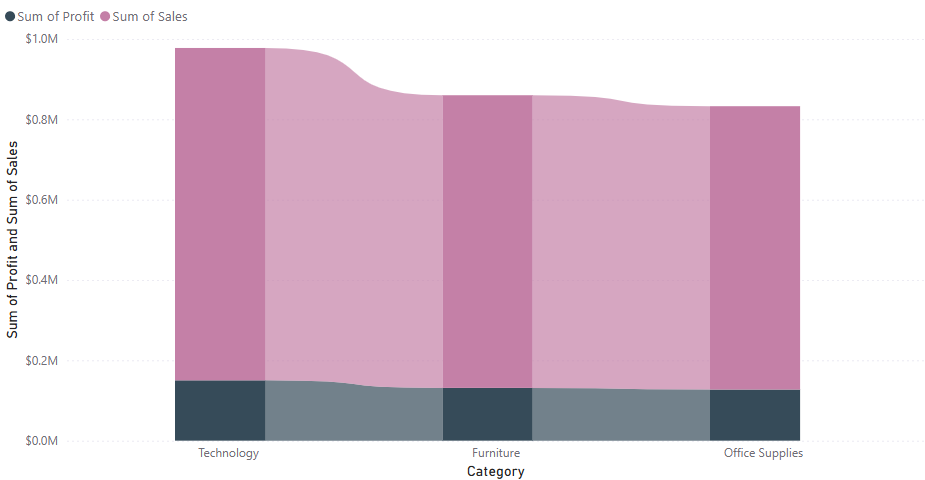 Sum of Profit Sum of Sales
$1.0M
$0.8M
$0.6M
$0.4M
$0.2M
$0.0M
Sum of Profit and Sum of Sales
Technology Furniture Office Supplies
Category